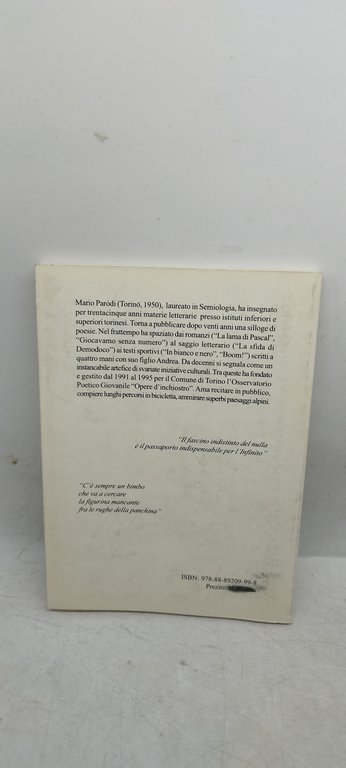 Mario Parodi (Torino, 1950), laureato in Semiologia, ha insegnato
per trentacinque anni materie letterarie presso istituti inferiori e
superiori torinesi. Torna a pubblicare dopo venti anni una silloge di
poesie. Nel frattempo ha spaziato dai romanzi ("La lama di Pascal",
"Giocavamo senza numero") al saggio letterario ("La sfida di
Demodoco") ai testi sportivi ("In bianco e nero", "Boom!") scritti a
quattro mani con suo figlio Andrea. Da decenni si segnala come un
instancabile artefice di svariate iniziative culturali. Tra queste ha fondato
e gestito dal 1991 al 1995 per il Comune di Torino l'Osservatorio
Poetico Giovanile "Opere d'inchiostro". Ama recitare in pubblico,
compiere lunghi percorsi in bicicletta, ammirare superbi paesaggi alpini.
"Il fascino indistinto del nulla
è il passaporto indispensabile per l'Infinito"
"C'è sempre un bimbo
che va a cercare
la figurina mancante
fra le rughe della panchina"
ISBN: 978-88-89209-99-8
Prezzo